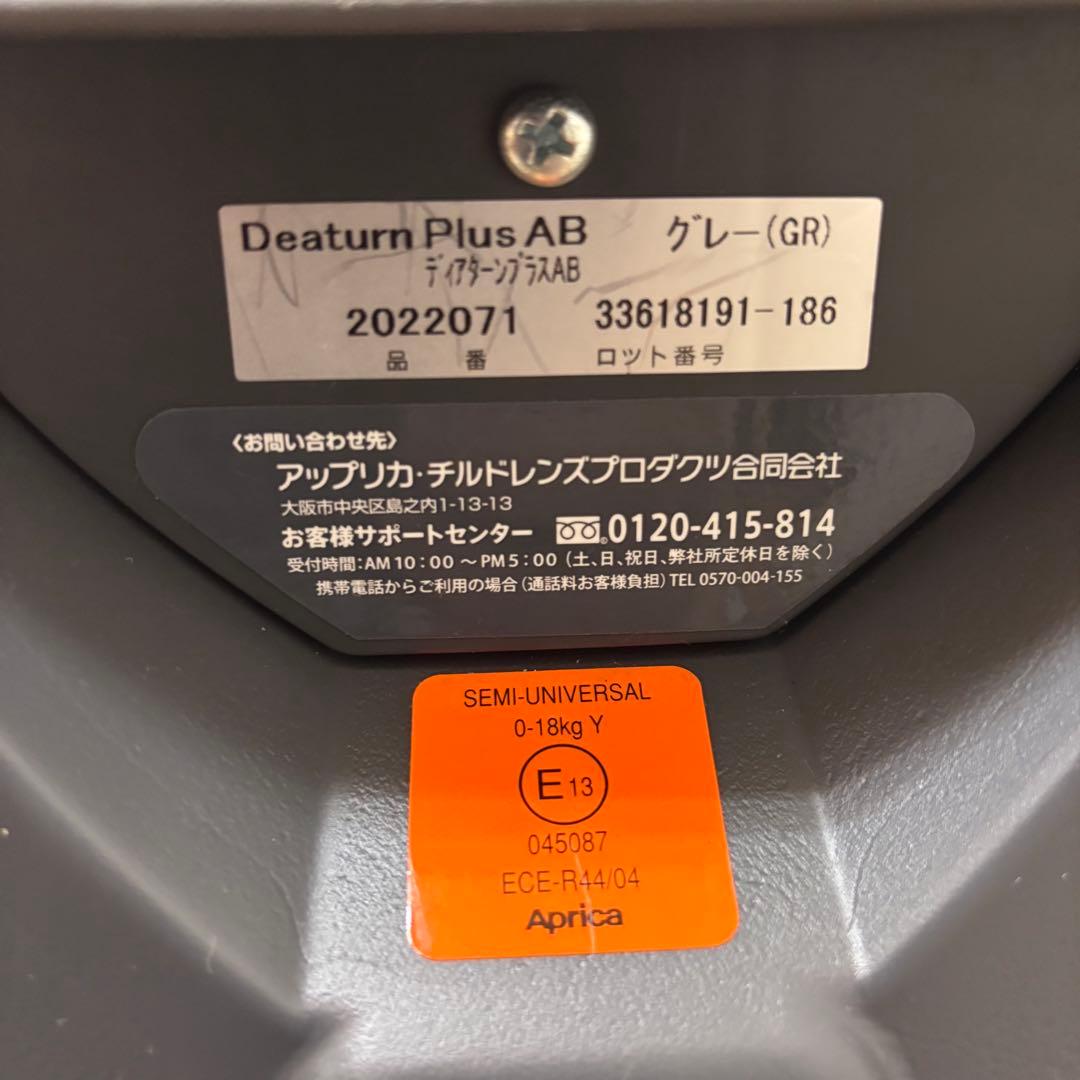 Deaturn Plus AB グレー(GR)
ディアターンプラスAB
2022071 33618191-186
品番 ロット番号
〈お問い合わせ先〉
アップリカ・チルドレンズプロダクツ合同会社
大阪市中央区島之内1-13-13
お客様サポートセンター 0120-415-814
受付時間:AM10:00~PM5:00(土、日、祝日、弊社所定休日を除く)
携帯電話からご利用の場合(通話料お客様負担)TEL 0570-004-155
SEMI-UNIVERSAL
0-18kg Y
E 13
045087
ECE-R44/04
Aprica